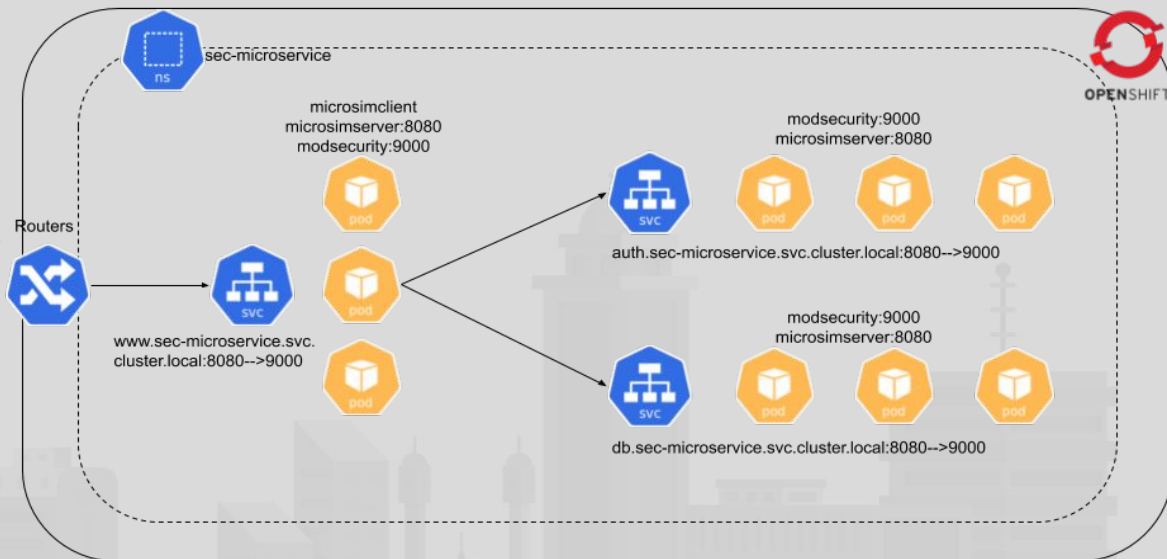 sec-microservice
ns
OPENSHIFT
microsimclient
microsimserver:8080
modsecurity:9000
pod
Routers
svc
pod
www.sec-microservice.svc.
cluster.local:8080-->9000
pod
modsecurity:9000
microsimserver:8080
svc
pod
pod
pod
auth.sec-microservice.svc.cluster.local:8080-->9000
modsecurity:9000
microsimserver:8080
svc
pod
pod
pod
db.sec-microservice.svc.cluster.local:8080-->9000